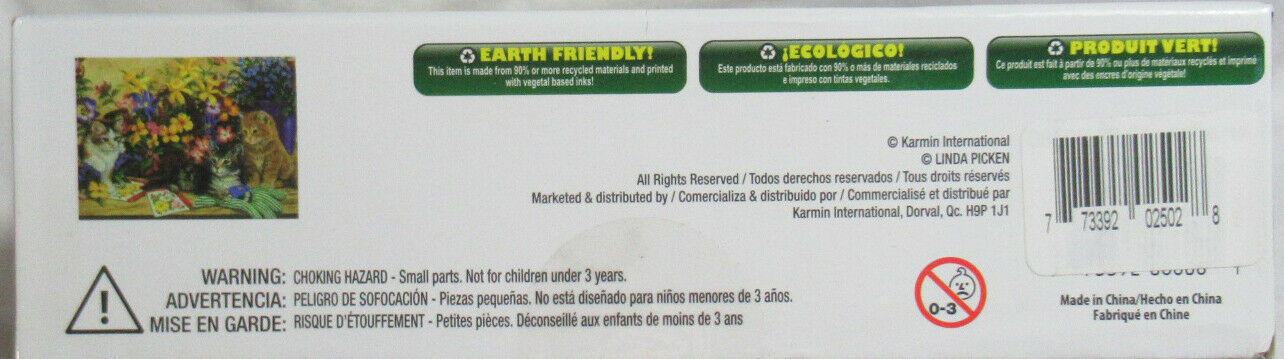 EARTH FRIENDLY!
This item is made from 90% or more recycled materials and printed
with vegetal based inks!
¡ECOLOGICO!
Este producto está fabricado con 90% o más de materiales reciclados
e impreso con tintas vegetales.
PRODUIT VERT!
Ce produit est fait à partir de 90% ou plus de matériaux recyclés et imprimé
avec des encres d'origine végétale!
© Karmin International
© LINDA PICKEN
All Rights Reserved / Todos derechos reservados / Tous droits réservés
Marketed & distributed by / Comercializa & distribuido por / Commercialisé et distribué par
Karmin International, Dorval, Qc. H9P 1J1
7 73392 02502 8
WARNING: CHOKING HAZARD - Small parts. Not for children under 3 years.
ADVERTENCIA: PELIGRO DE SOFOCACIÓN - Piezas pequeñas. No está diseñado para niños menores de 3 años.
MISE EN GARDE: RISQUE D'ÉTOUFFEMENT - Petites pièces. Déconseillé aux enfants de moins de 3 ans
0-3
Made in China/Hecho en China
Fabriqué en Chine